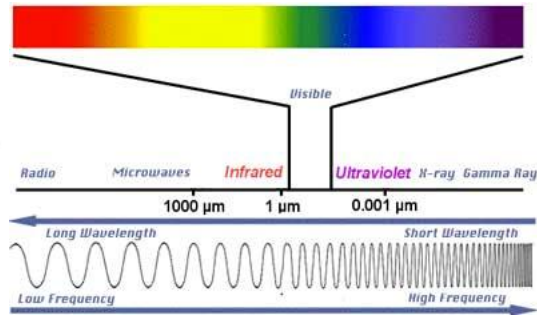 Visible
Radio Microwaves Infrared Ultraviolet X-ray Gamma Ray
1000 µm 1 µm 0.001 µm
Long Wavelength Short Wavelength
Low Frequency High Frequency